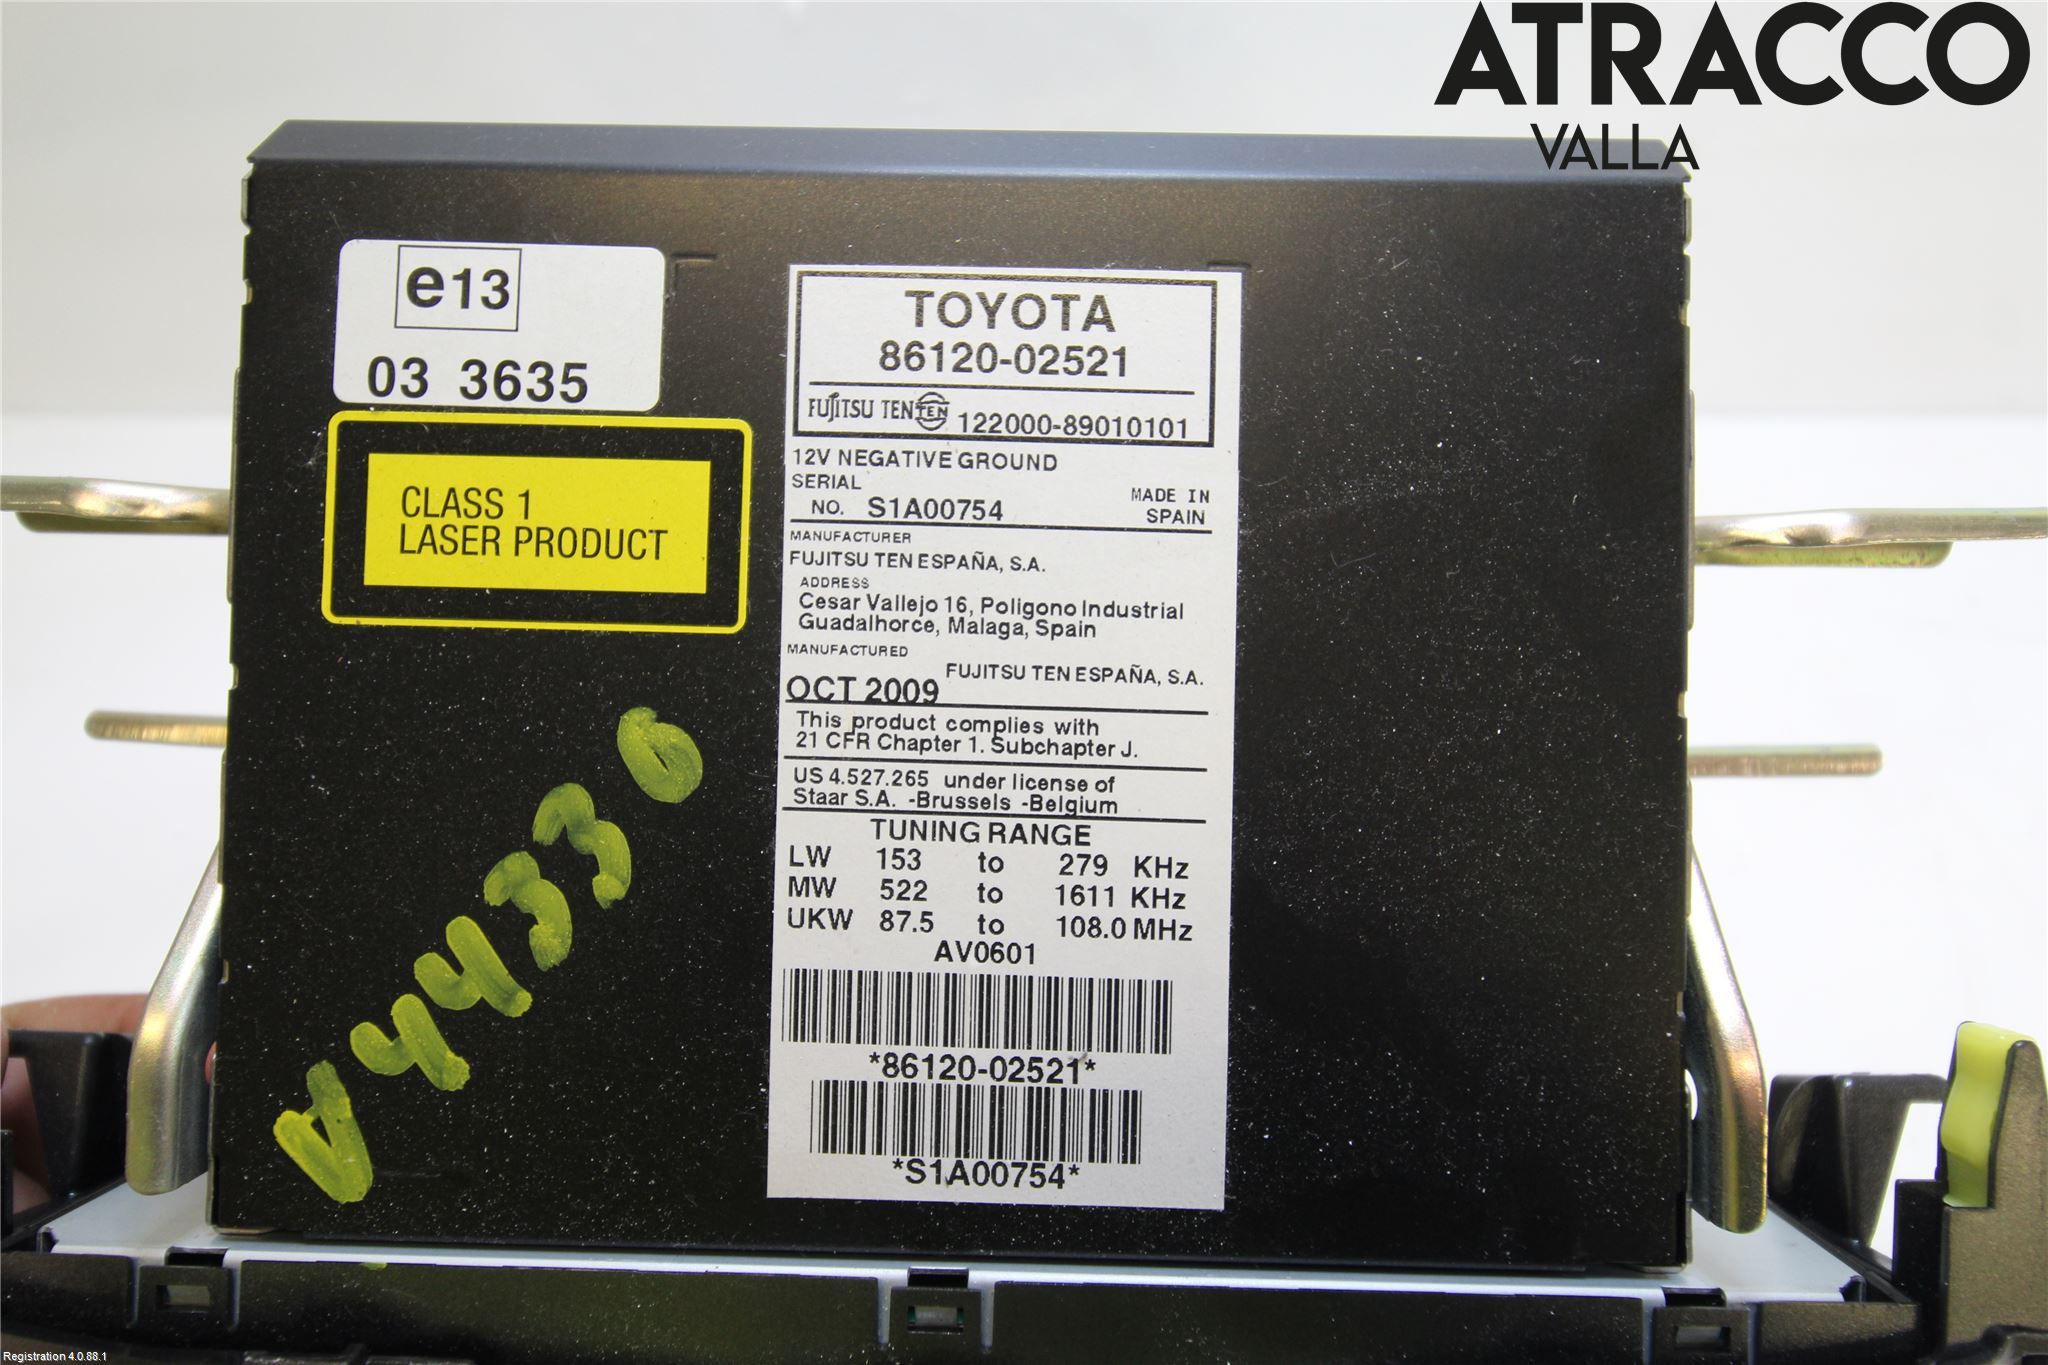 ATRACCO
VALLA
e13
03 3635
CLASS 1
LASER PRODUCT
TOYOTA
86120-02521
FUJITSU TEN TEN 122000-89010101
12V NEGATIVE GROUND
SERIAL
NO. S1A00754
MADE IN
SPAIN
MANUFACTURER
FUJITSU TEN ESPAÑA, S.A.
ADDRESS
Cesar Vallejo 16, Poligono Industrial
Guadalhorce, Malaga, Spain
MANUFACTURED
FUJITSU TEN ESPAÑA, S.A.
OCT 2009
This product complies with
21 CFR Chapter 1. Subchapter J.
US 4.527.265 under license of
Staar S.A. -Brussels -Belgium
TUNING RANGE
LW 153 to 279 KHz
MW 522 to 1611 KHz
UKW 87.5 to 108.0 MHz
AV0601
*86120-02521*
*S1A00754*
Registration 4.0.88.1